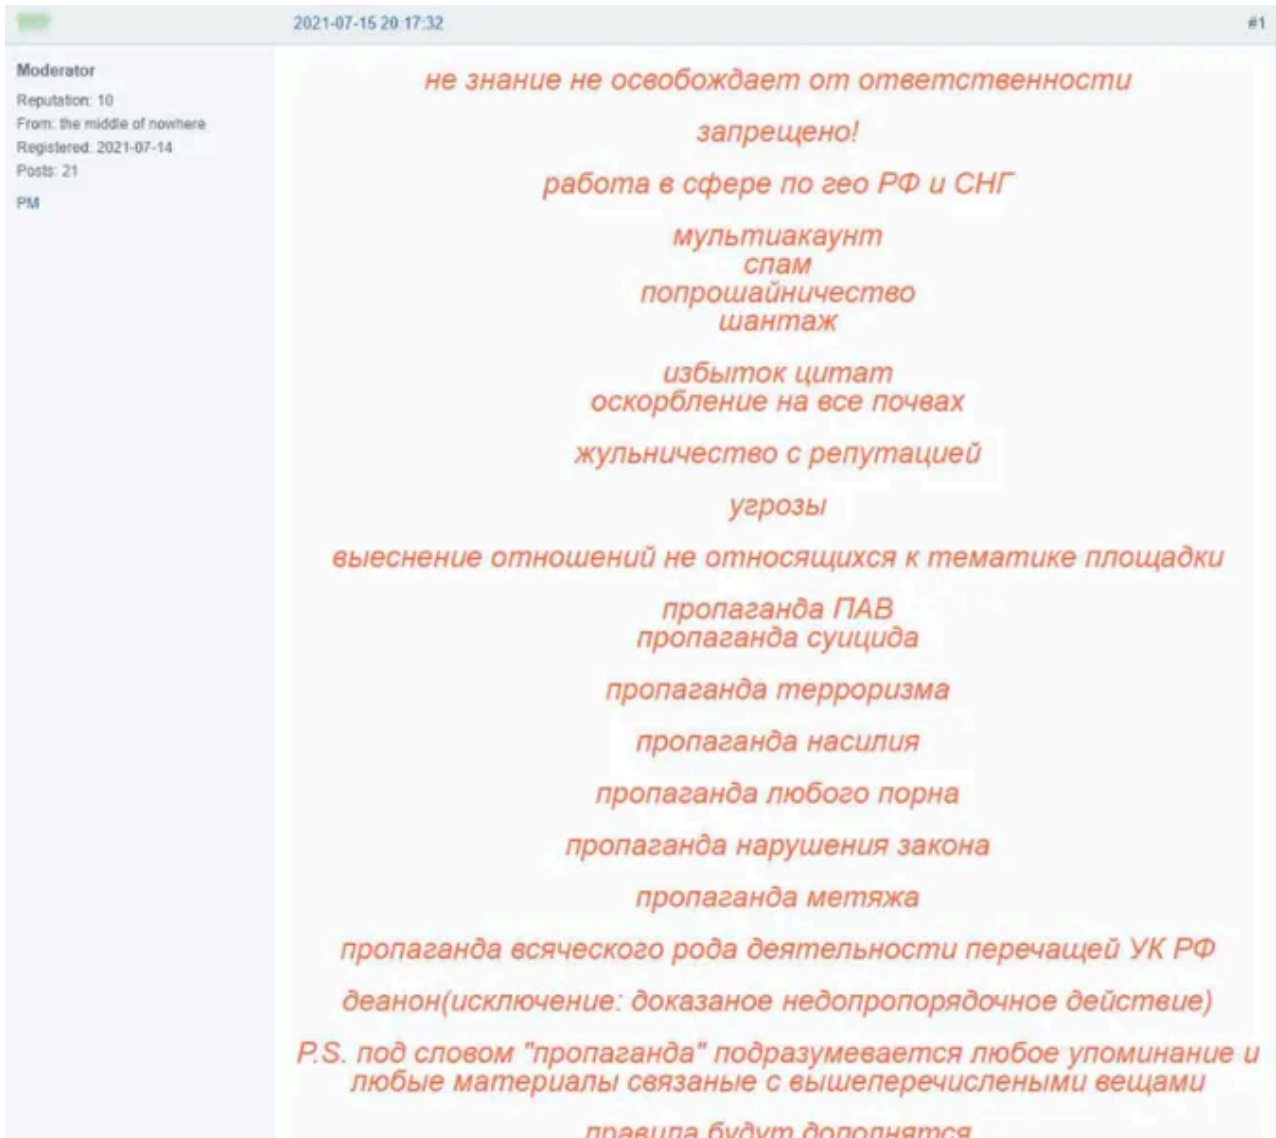 2021-07-15 20:17:32
#1
Moderator
Reputation: 10
From: the middle of nowhere
Registered: 2021-07-14
Posts: 21
PM
не знание не освобождает от ответственности
запрещено!
работа в сфере по гео РФ и СНГ
мультиакаунт
спам
попрошайничество
шантаж
избыток цитат
оскорбление на все почвах
жульничество с репутацией
угрозы
выеснение отношений не относящихся к тематике площадки
пропаганда ПАВ
пропаганда суицида
пропаганда терроризма
пропаганда насилия
пропаганда любого порна
пропаганда нарушения закона
пропаганда метяжа
пропаганда всяческого рода деятельности перечащей УК РФ
деанон(исключение: доказаное недопропорядочное действие)
P.S. под словом "пропаганда" подразумевается любое упоминание и
любые материалы связаные с вышеперечислеными вещами
правила будут дополнятся